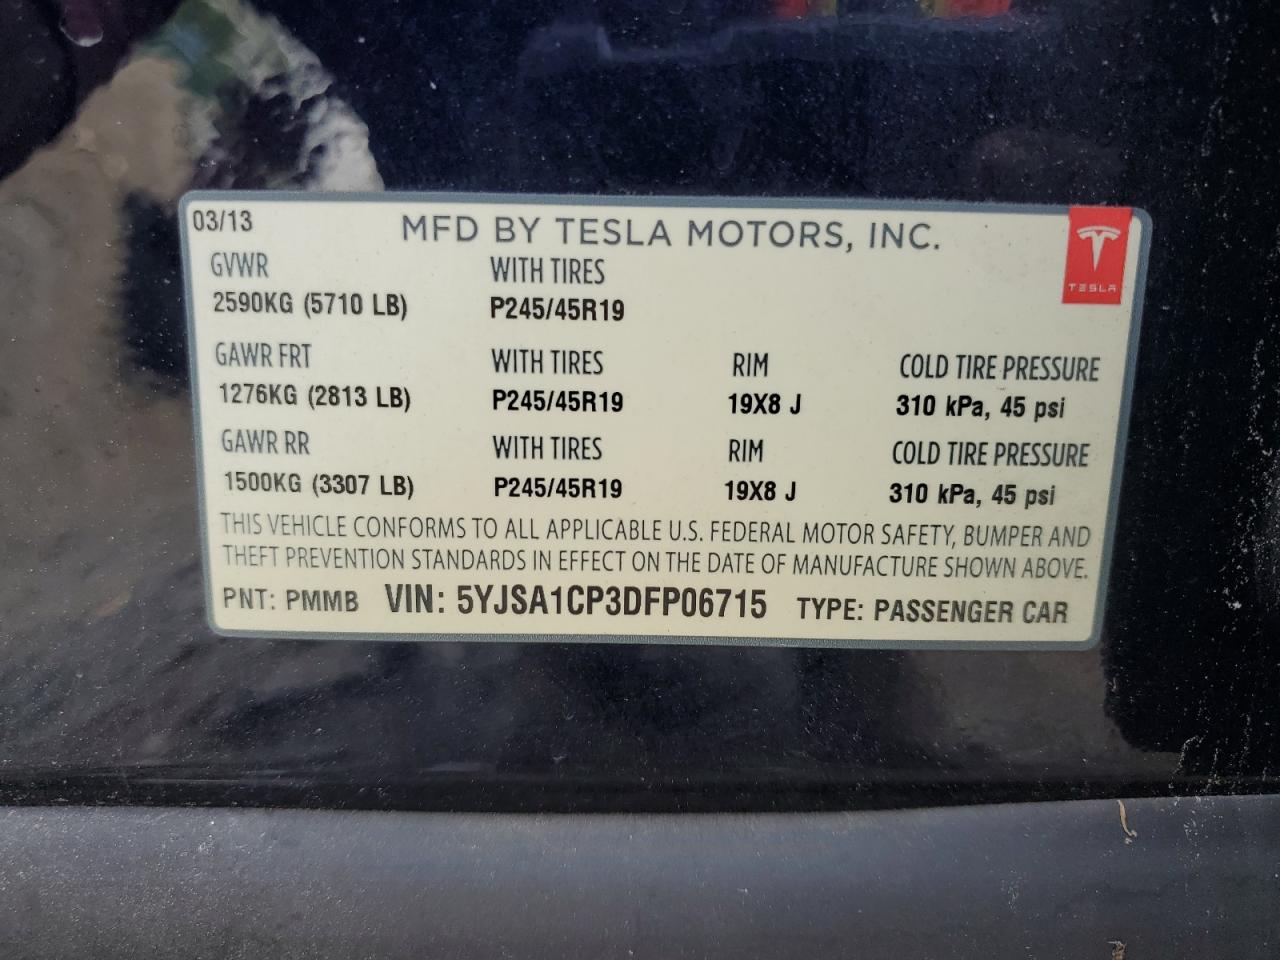 03/13 MFD BY TESLA MOTORS, INC.
TESLA
GVWR WITH TIRES
2590KG (5710 LB) P245/45R19
GAWR FRT WITH TIRES RIM COLD TIRE PRESSURE
1276KG (2813 LB) P245/45R19 19X8 J 310 kPa, 45 psi
GAWR RR WITH TIRES RIM COLD TIRE PRESSURE
1500KG (3307 LB) P245/45R19 19X8 J 310 kPa, 45 psi
THIS VEHICLE CONFORMS TO ALL APPLICABLE U.S. FEDERAL MOTOR SAFETY, BUMPER AND
THEFT PREVENTION STANDARDS IN EFFECT ON THE DATE OF MANUFACTURE SHOWN ABOVE.
PNT: PMMB VIN: 5YJSA1CP3DFP06715 TYPE: PASSENGER CAR